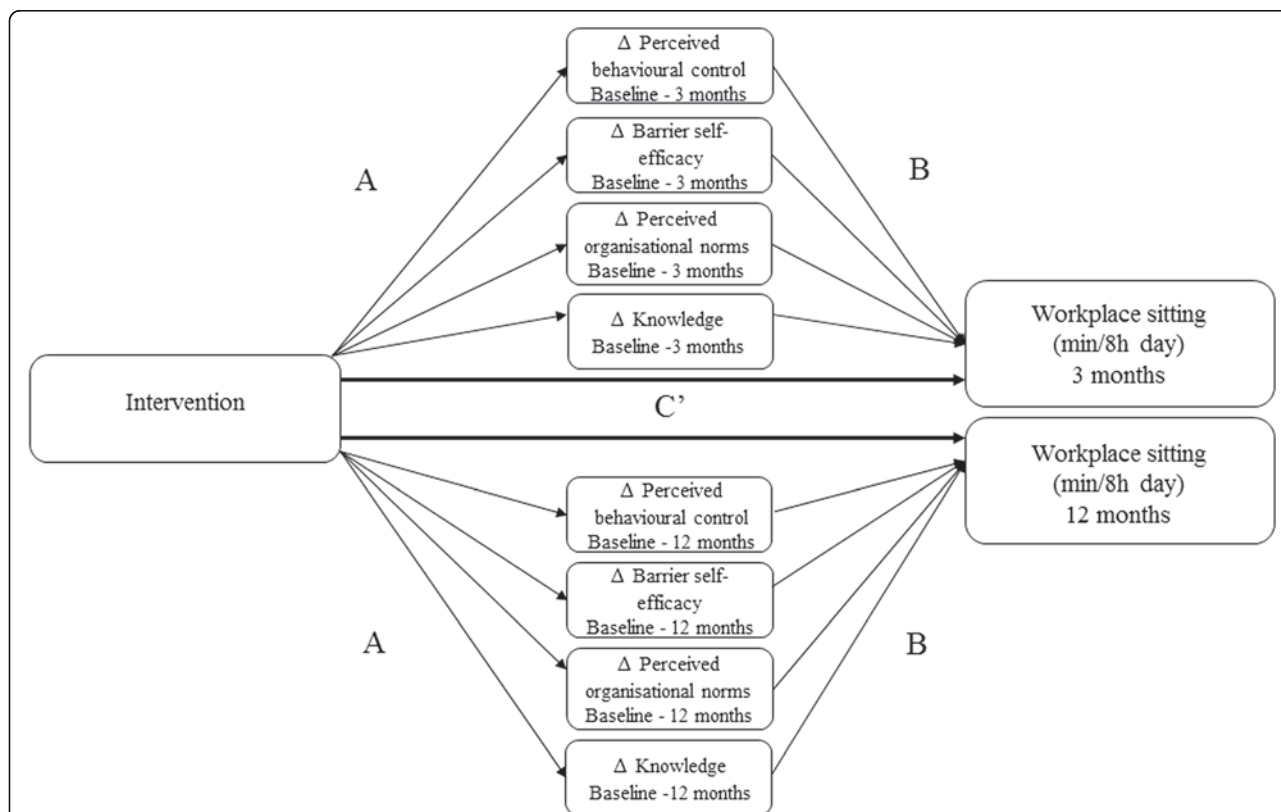 Δ Perceived
behavioural control
Baseline - 3 months
Δ Barrier self-
efficacy
Baseline - 3 months
A
B
Δ Perceived
organisational norms
Baseline - 3 months
Δ Knowledge
Baseline -3 months
Workplace sitting
(min/8h day)
3 months
Intervention
C’
Workplace sitting
(min/8h day)
12 months
Δ Perceived
behavioural control
Baseline - 12 months
Δ Barrier self-
efficacy
Baseline - 12 months
A
B
Δ Perceived
organisational norms
Baseline - 12 months
Δ Knowledge
Baseline -12 months